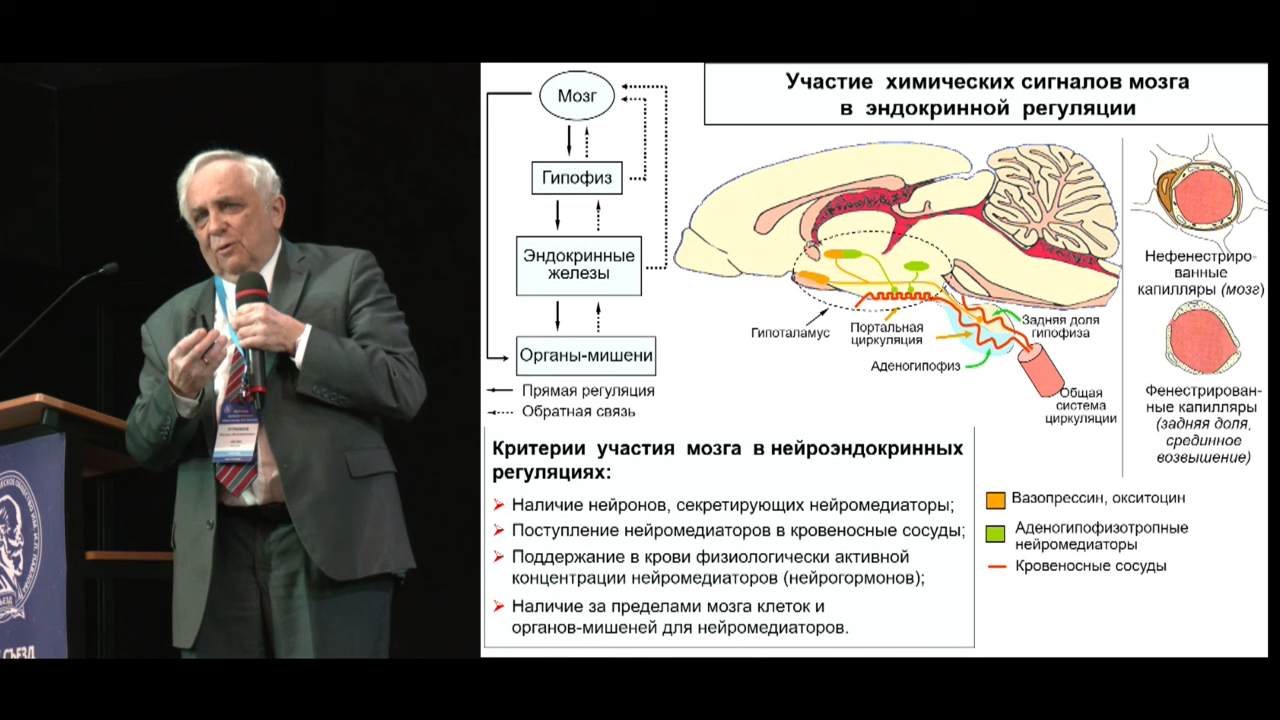 Участие химических сигналов мозга
в эндокринной регуляции
Мозг
Гипофиз
Эндокринные
железы
Органы-мишени
Прямая регуляция
Обратная связь
Гипоталамус
Портальная
циркуляция
Аденогипофиз
Задняя доля
гипофиза
Общая
система
циркуляции
Нефенестриро-
ванные
капилляры (мозг)
Фенестрирован-
ные капилляры
(задняя доля,
срединное
возвышение)
Критерии участия мозга в нейроэндокринных
регуляциях:
Наличие нейронов, секретирующих нейромедиаторы;
Поступление нейромедиаторов в кровеносные сосуды;
Поддержание в крови физиологически активной
концентрации нейромедиаторов (нейрогормонов);
Наличие за пределами мозга клеток и
органов-мишеней для нейромедиаторов.
Вазопрессин, окситоцин
Аденогипофизотропные
нейромедиаторы
Кровеносные сосуды
СЪЕЗД